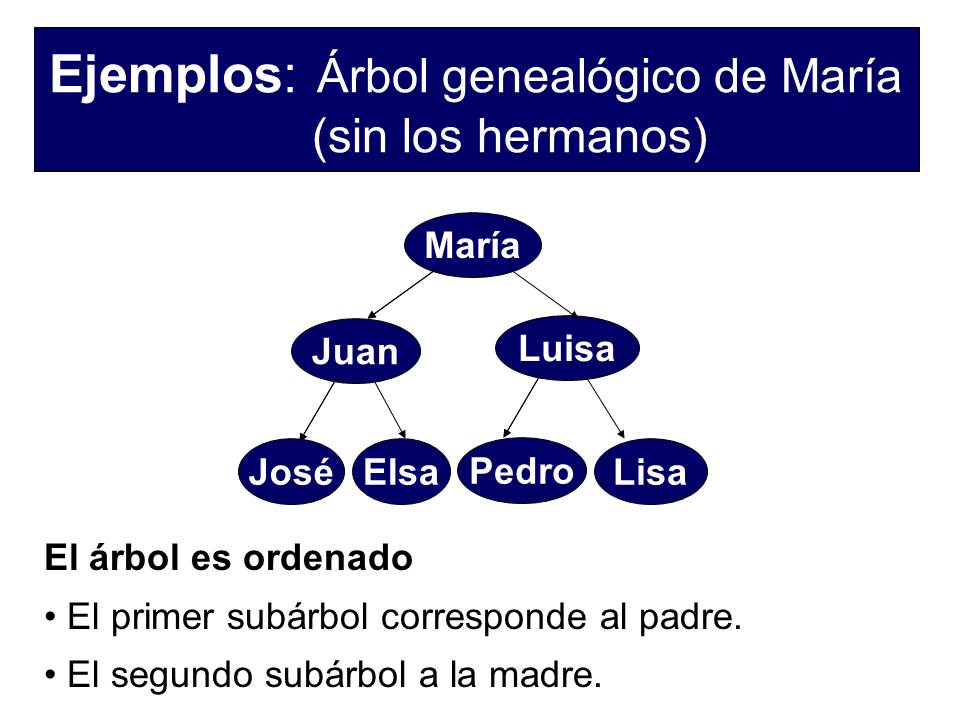 Ejemplos: Árbol genealógico de María
(sin los hermanos)
María
Juan Luisa
José Elsa Pedro Lisa
El árbol es ordenado
• El primer subárbol corresponde al padre.
• El segundo subárbol a la madre.